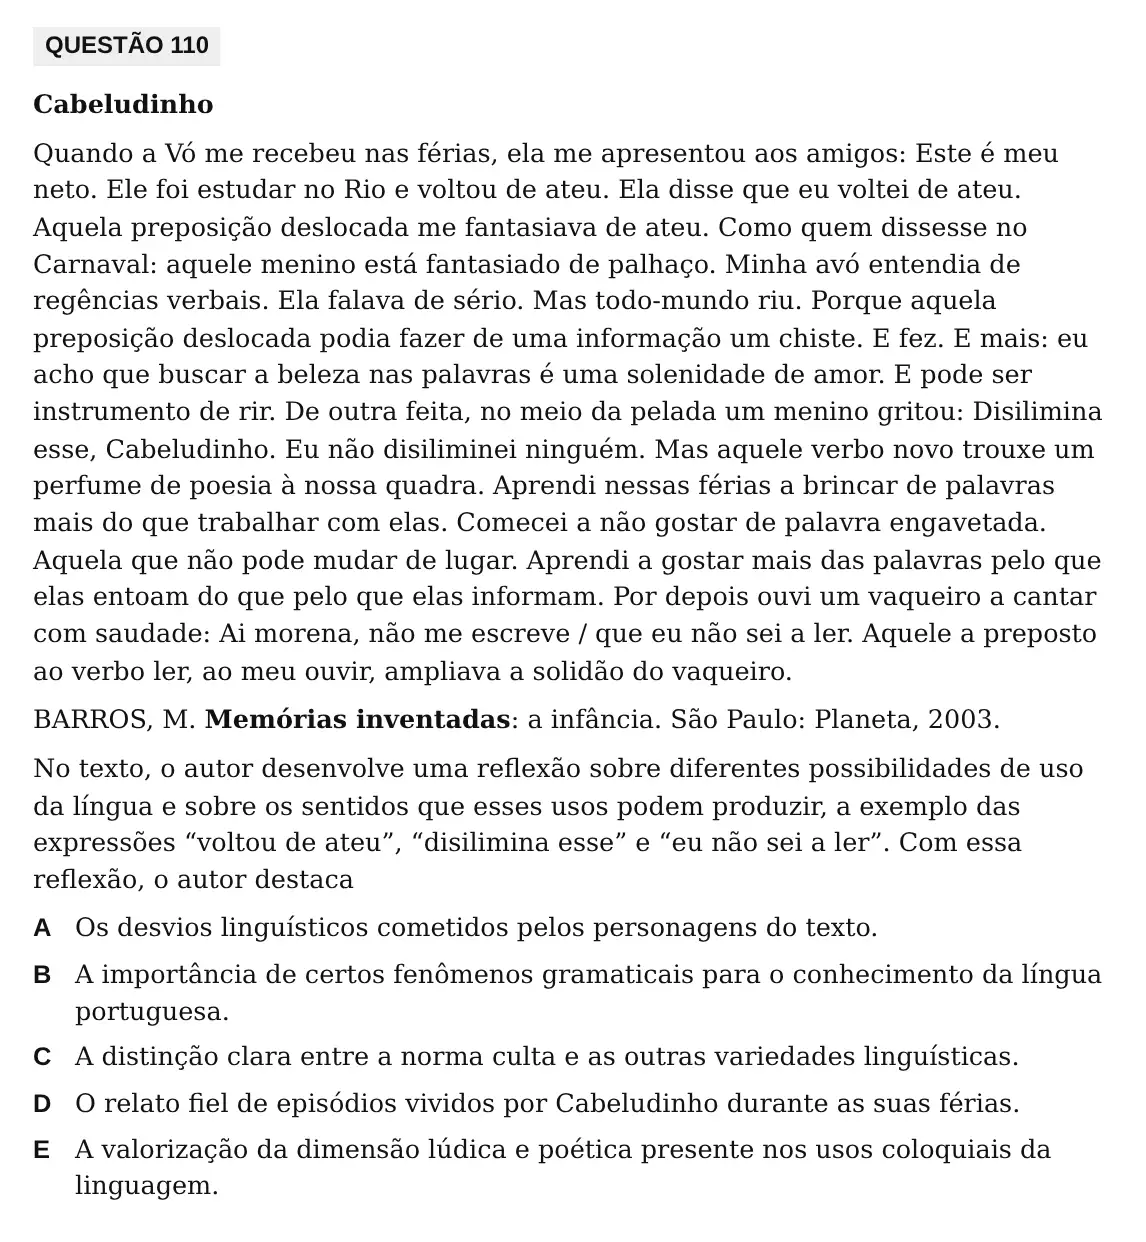 QUESTÃO 110
Cabeludinho
Quando a Vó me recebeu nas férias, ela me apresentou aos amigos: Este é meu
neto. Ele foi estudar no Rio e voltou de ateu. Ela disse que eu voltei de ateu.
Aquela preposição deslocada me fantasiava de ateu. Como quem dissesse no
Carnaval: aquele menino está fantasiado de palhaço. Minha avó entendia de
regências verbais. Ela falava de sério. Mas todo-mundo riu. Porque aquela
preposição deslocada podia fazer de uma informação um chiste. E fez. E mais: eu
acho que buscar a beleza nas palavras é uma solenidade de amor. E pode ser
instrumento de rir. De outra feita, no meio da pelada um menino gritou: Disilimina
esse, Cabeludinho. Eu não disiliminei ninguém. Mas aquele verbo novo trouxe um
perfume de poesia à nossa quadra. Aprendi nessas férias a brincar de palavras
mais do que trabalhar com elas. Comecei a não gostar de palavra engavetada.
Aquela que não pode mudar de lugar. Aprendi a gostar mais das palavras pelo que
elas entoam do que pelo que elas informam. Por depois ouvi um vaqueiro a cantar
com saudade: Ai morena, não me escreve / que eu não sei a ler. Aquele a preposto
ao verbo ler, ao meu ouvir, ampliava a solidão do vaqueiro.
BARROS, M. Memórias inventadas: a infância. São Paulo: Planeta, 2003.
No texto, o autor desenvolve uma reflexão sobre diferentes possibilidades de uso
da língua e sobre os sentidos que esses usos podem produzir, a exemplo das
expressões “voltou de ateu”, “disilimina esse” e “eu não sei a ler”. Com essa
reflexão, o autor destaca
A Os desvios linguísticos cometidos pelos personagens do texto.
B A importância de certos fenômenos gramaticais para o conhecimento da língua
portuguesa.
C A distinção clara entre a norma culta e as outras variedades linguísticas.
D O relato fiel de episódios vividos por Cabeludinho durante as suas férias.
E A valorização da dimensão lúdica e poética presente nos usos coloquiais da
linguagem.